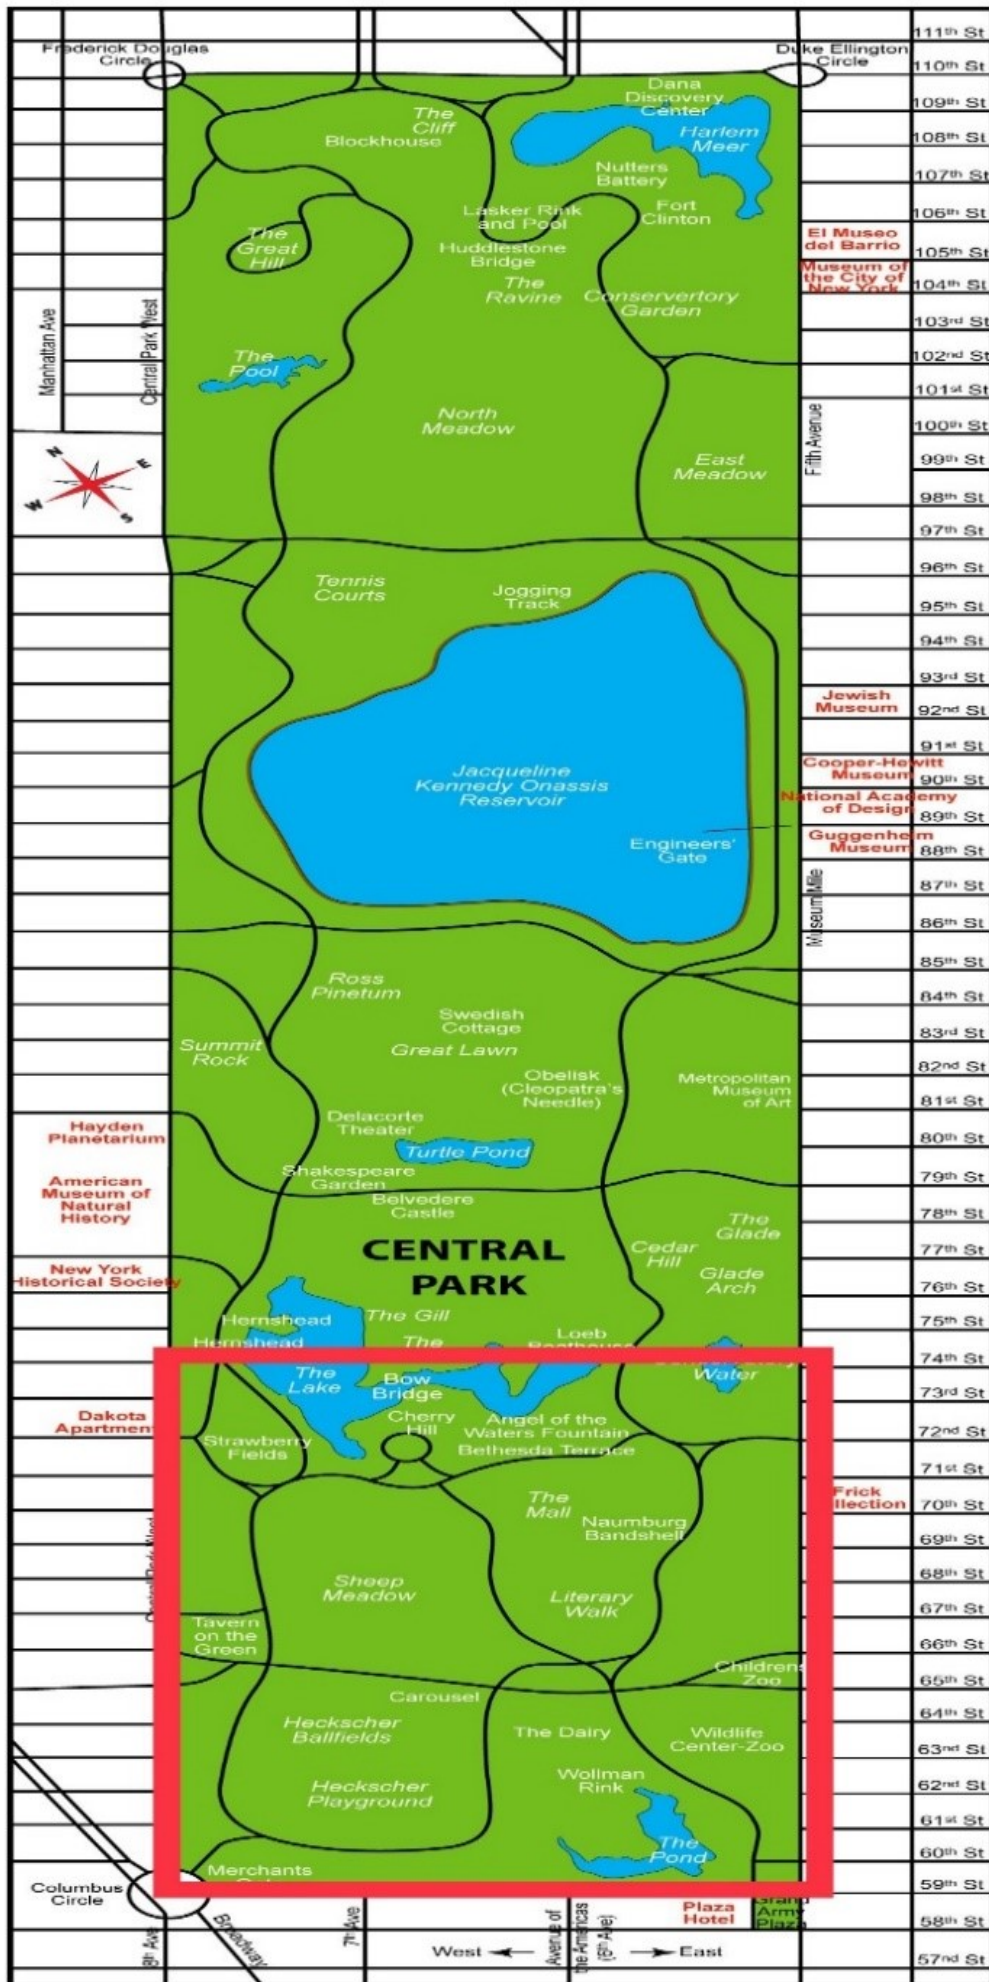 111th St
Frederick Douglas
Circle
Duke Ellington
Circle
110th St
Dana
Discovery
Center
109th St
The
Cliff
Blockhouse
Harlem
Meer
108th St
Nutters
Battery
107th St
Lasker Rink
and Pool
Fort
Clinton
106th St
The
Great
Hill
Huddlestone
Bridge
El Museo
del Barrio
105th St
The
Ravine
Conservertory
Garden
Museum of
the City of
New York
104th St
103rd St
Manhattan Ave
Central Park West
The
Pool
102nd St
101st St
North
Meadow
Fifth Avenue
100th St
N
E
W
S
East
Meadow
99th St
98th St
97th St
96th St
Tennis
Courts
Jogging
Track
95th St
94th St
93rd St
Jewish
Museum
92nd St
91st St
Jacqueline
Kennedy Onassis
Reservoir
Cooper-Hewitt
Museum
90th St
National Academy
of Design
89th St
Engineers'
Gate
Guggenheim
Museum
88th St
87th St
Museum Mile
86th St
85th St
Ross
Pinetum
84th St
Swedish
Cottage
83rd St
Summit
Rock
Great Lawn
82nd St
Obelisk
(Cleopatra's
Needle)
Metropolitan
Museum
of Art
81st St
Hayden
Planetarium
Delacorte
Theater
80th St
Turtle Pond
American
Museum of
Natural
History
Shakespeare
Garden
79th St
Belvedere
Castle
78th St
The
Glade
CENTRAL
PARK
Cedar
Hill
77th St
New York
Historical Society
Glade
Arch
76th St
Hernshead
The Gill
75th St
Hernshead
The
Loeb
74th St
The
Lake
Bow
Bridge
Water
73rd St
Dakota
Apartment
Cherry
Hill
Angel of the
Waters Fountain
72nd St
Strawberry
Fields
Bethesda Terrace
71st St
The
Mall
Frick
llection
70th St
Naumburg
Bandshell
69th St
Sheep
Meadow
68th St
Literary
Walk
67th St
Tavern
on the
Green
66th St
Childrens
Zoo
65th St
Carousel
64th St
Heckscher
Ballfields
The Dairy
Wildlife
Center-Zoo
63rd St
Wollman
Rink
62nd St
Heckscher
Playground
61st St
The
Pond
60th St
Merchants
Columbus
Circle
59th St
Plaza
Hotel
Grand
Army
Plaza
58th St
8th Ave
Broadway
7th Ave
West
Avenue of
the Americas
(6th Ave)
East
57th St